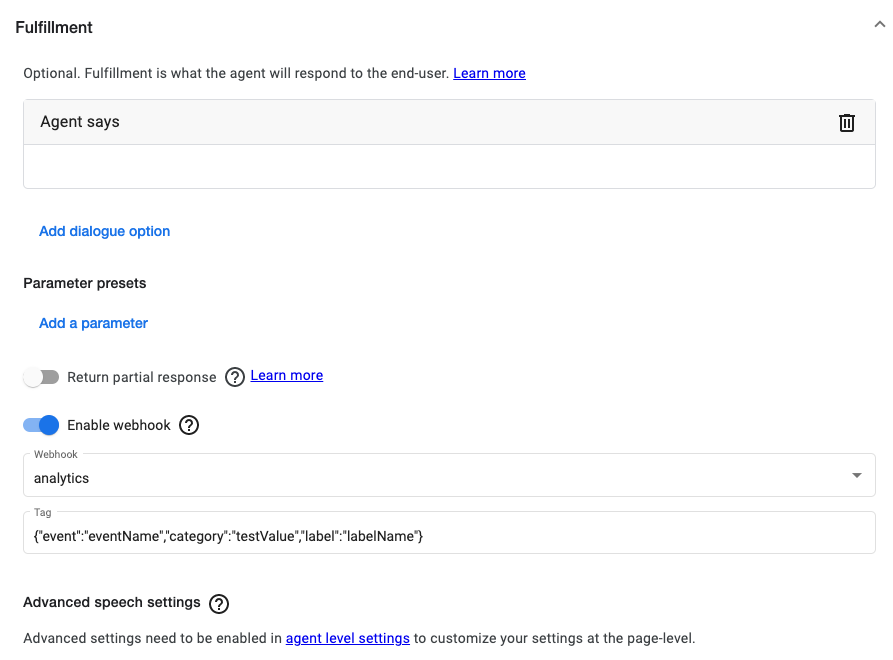 Fulfillment
Optional. Fulfillment is what the agent will respond to the end-user. Learn more
Agent says
Add dialogue option
Parameter presets
Add a parameter
Return partial response ? Learn more
Enable webhook ?
Webhook
analytics
Tag
{"event":"eventName","category":"testValue","label":"labelName"}
Advanced speech settings ?
Advanced settings need to be enabled in agent level settings to customize your settings at the page-level.